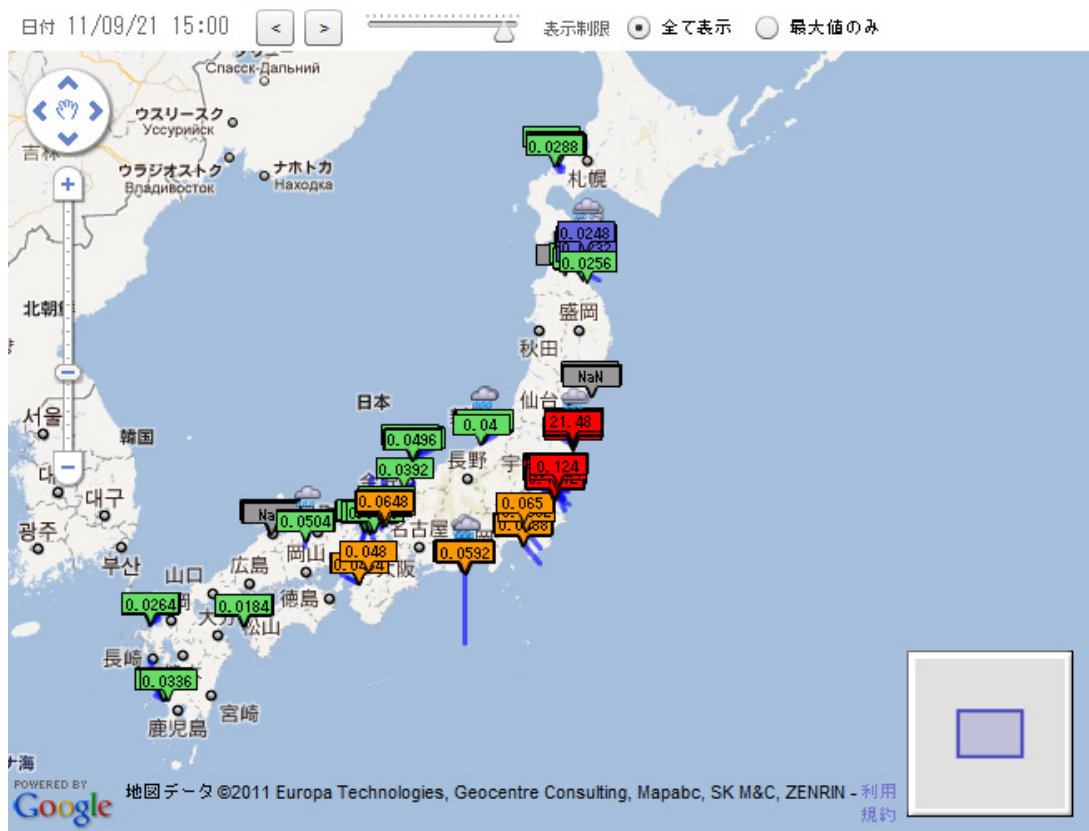 日付 11/09/21 15:00
<
>
表示制限
全て表示
最大値のみ
Спасск-Дальний
ウスリースク
Уссурийск
吉林
ウラジオストク
Владивосток
ナホトカ
Находка
0.0288
札幌
0.0248
0.0256
北朝鮮
盛岡
秋田
NaN
日本
仙台
21.48
0.04
서울
韓国
0.0496
0.0392
長野
0.124
대구
0.0648
0.065
0.0504
名古屋
광주
0.048
0.0592
岡山
大阪
부산
広島
山口
0.0264
0.0184
徳島
松山
長崎
0.0336
宮崎
鹿児島
POWERED BY
Google
地図データ ©2011 Europa Technologies, Geocentre Consulting, Mapabc, SK M&C, ZENRIN - 利用
規約